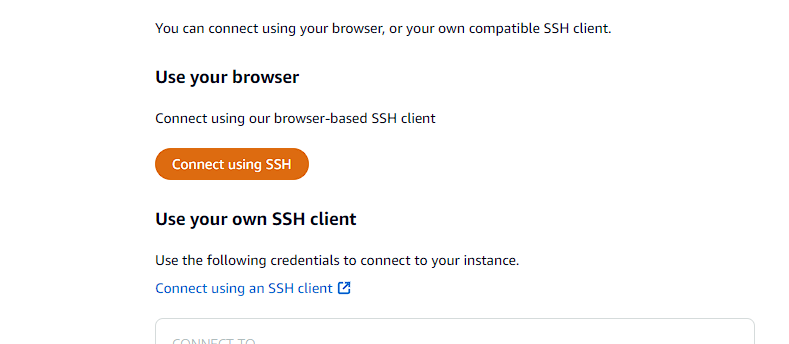 You can connect using your browser, or your own compatible SSH client.
Use your browser
Connect using our browser-based SSH client
Connect using SSH
Use your own SSH client
Use the following credentials to connect to your instance.
Connect using an SSH client
CONNECT TO